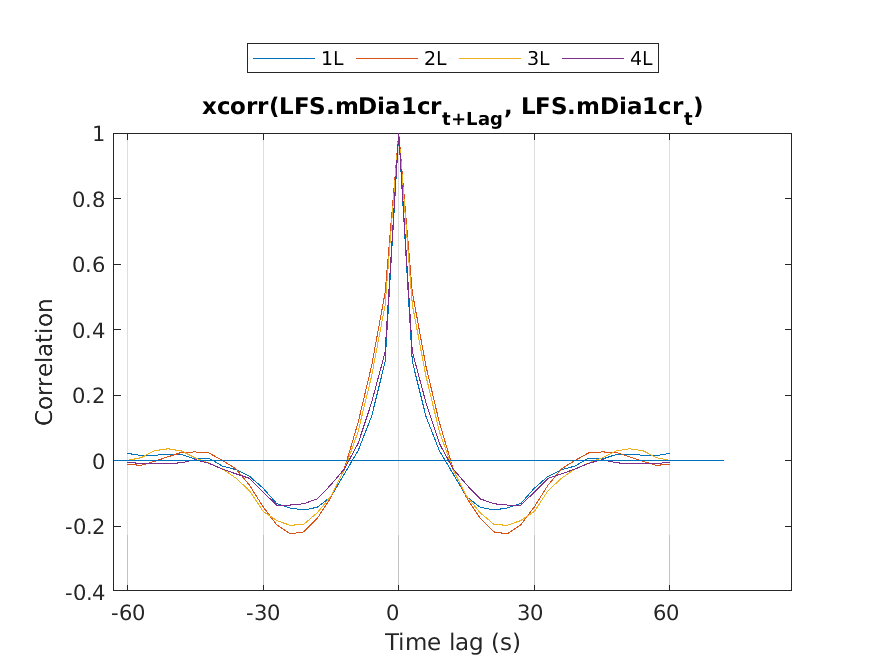 1L 2L 3L 4L
xcorr(LFS.mDia1cr_{t+Lag}, LFS.mDia1cr_t)
1
0.8
0.6
0.4
0.2
0
-0.2
-0.4
Correlation
-60 -30 0 30 60
Time lag (s)